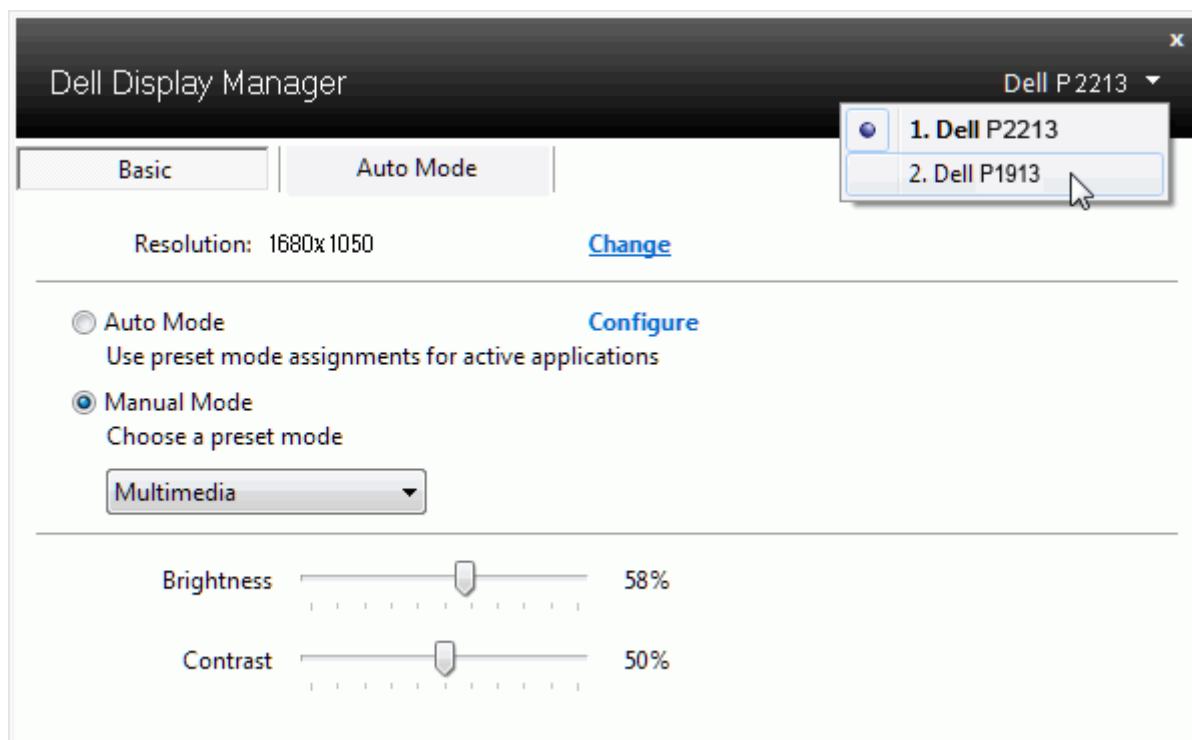 x
Dell Display Manager
Dell P2213
1. Dell P2213
2. Dell P1913
Basic
Auto Mode
Resolution: 1680x1050 Change
Auto Mode Configure
Use preset mode assignments for active applications
Manual Mode
Choose a preset mode
Multimedia
Brightness 58%
Contrast 50%